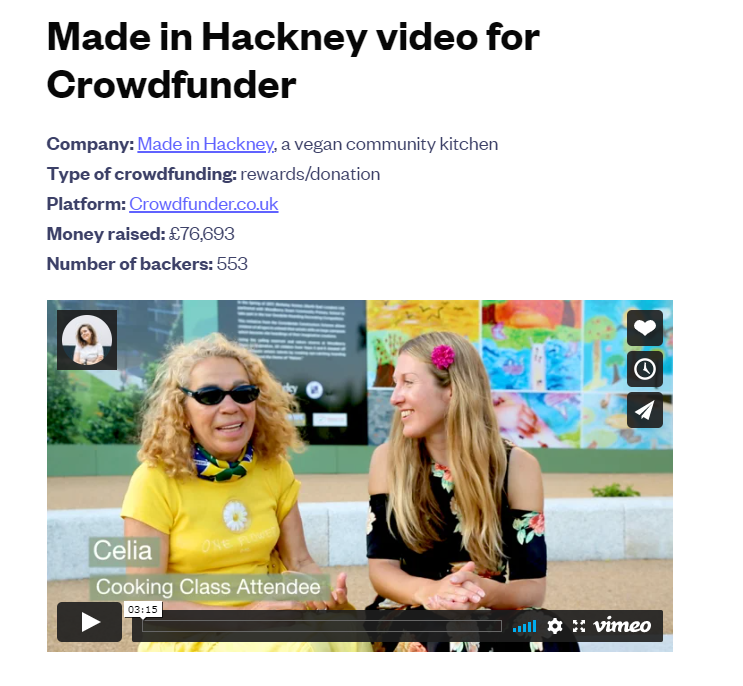 Made in Hackney video for
Crowdfunder
Company: Made in Hackney, a vegan community kitchen
Type of crowdfunding: rewards/donation
Platform: Crowdfunder.co.uk
Money raised: £76,693
Number of backers: 553
Celia
Cooking Class Attendee
03:15
vimeo